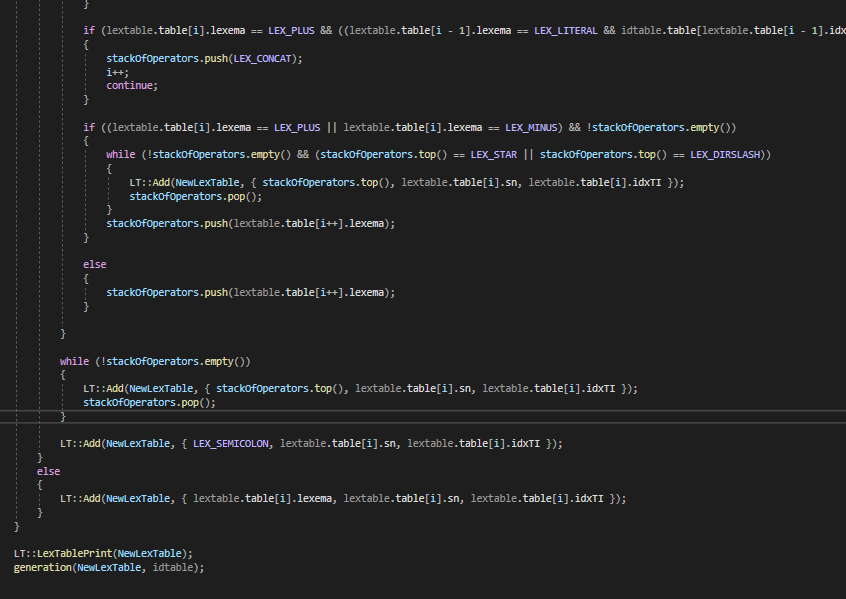 }
if (lextable.table[i].lexema == LEX_PLUS && ((lextable.table[i - 1].lexema == LEX_LITERAL && idtable.table[lextable.table[i - 1].idx
{
stackOfOperators.push(LEX_CONCAT);
i++;
continue;
}
if ((lextable.table[i].lexema == LEX_PLUS || lextable.table[i].lexema == LEX_MINUS) && !stackOfOperators.empty())
{
while (!stackOfOperators.empty() && (stackOfOperators.top() == LEX_STAR || stackOfOperators.top() == LEX_DIRSLASH))
{
LT::Add(NewLexTable, { stackOfOperators.top(), lextable.table[i].sn, lextable.table[i].idxTI });
stackOfOperators.pop();
}
stackOfOperators.push(lextable.table[i++].lexema);
}
else
{
stackOfOperators.push(lextable.table[i++].lexema);
}
}
while (!stackOfOperators.empty())
{
LT::Add(NewLexTable, { stackOfOperators.top(), lextable.table[i].sn, lextable.table[i].idxTI });
stackOfOperators.pop();
}
LT::Add(NewLexTable, { LEX_SEMICOLON, lextable.table[i].sn, lextable.table[i].idxTI });
}
else
{
LT::Add(NewLexTable, { lextable.table[i].lexema, lextable.table[i].sn, lextable.table[i].idxTI });
}
}
LT::LexTablePrint(NewLexTable);
generation(NewLexTable, idtable);